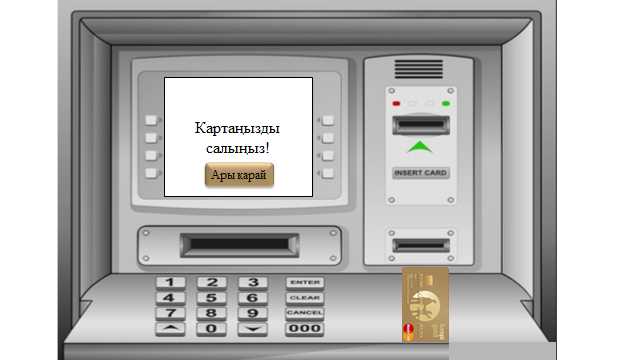 Картаңызды
салыңыз!
Ары карай
INSERT CARD
1 2 3 ENTER
4 5 6 CLEAR
7 8 9 CANCEL
0 000